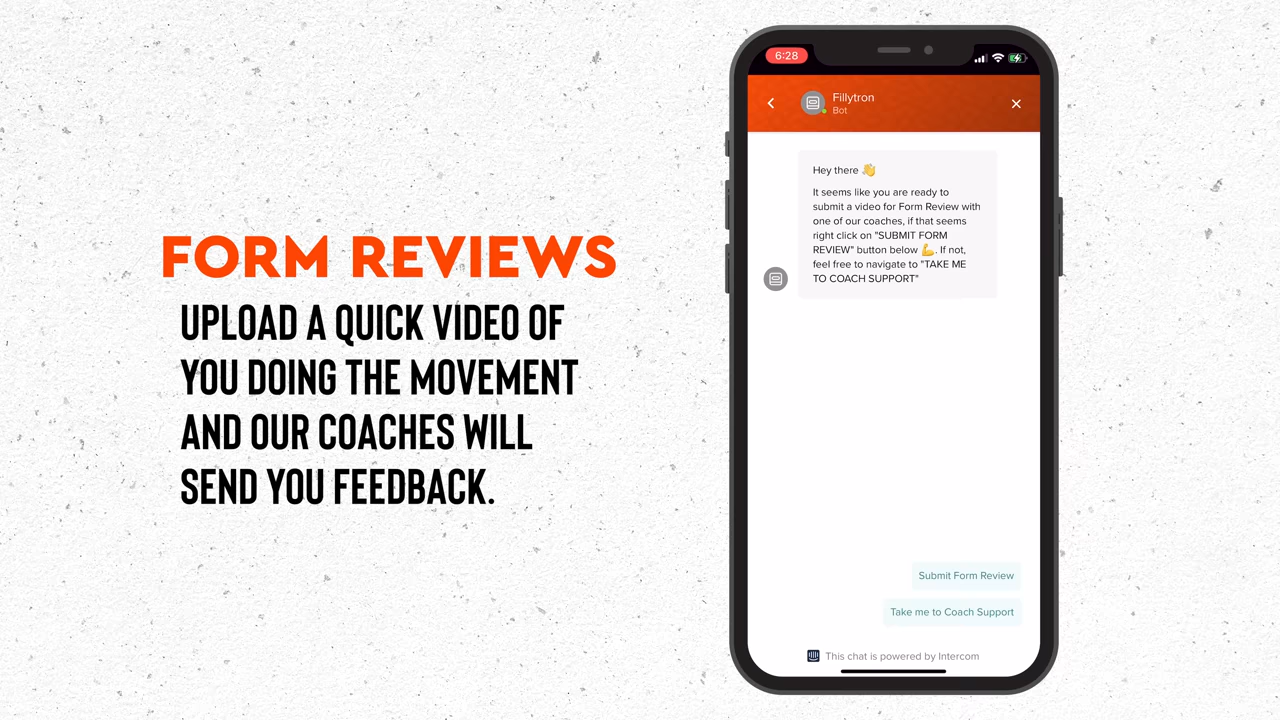 FORM REVIEWS
UPLOAD A QUICK VIDEO OF
YOU DOING THE MOVEMENT
AND OUR COACHES WILL
SEND YOU FEEDBACK.
6:28
Fillytron
Bot
Hey there 👋
It seems like you are ready to
submit a video for Form Review with
one of our coaches, if that seems
right click on "SUBMIT FORM
REVIEW" button below 💪. If not,
feel free to navigate to "TAKE ME
TO COACH SUPPORT"
Submit Form Review
Take me to Coach Support
This chat is powered by Intercom